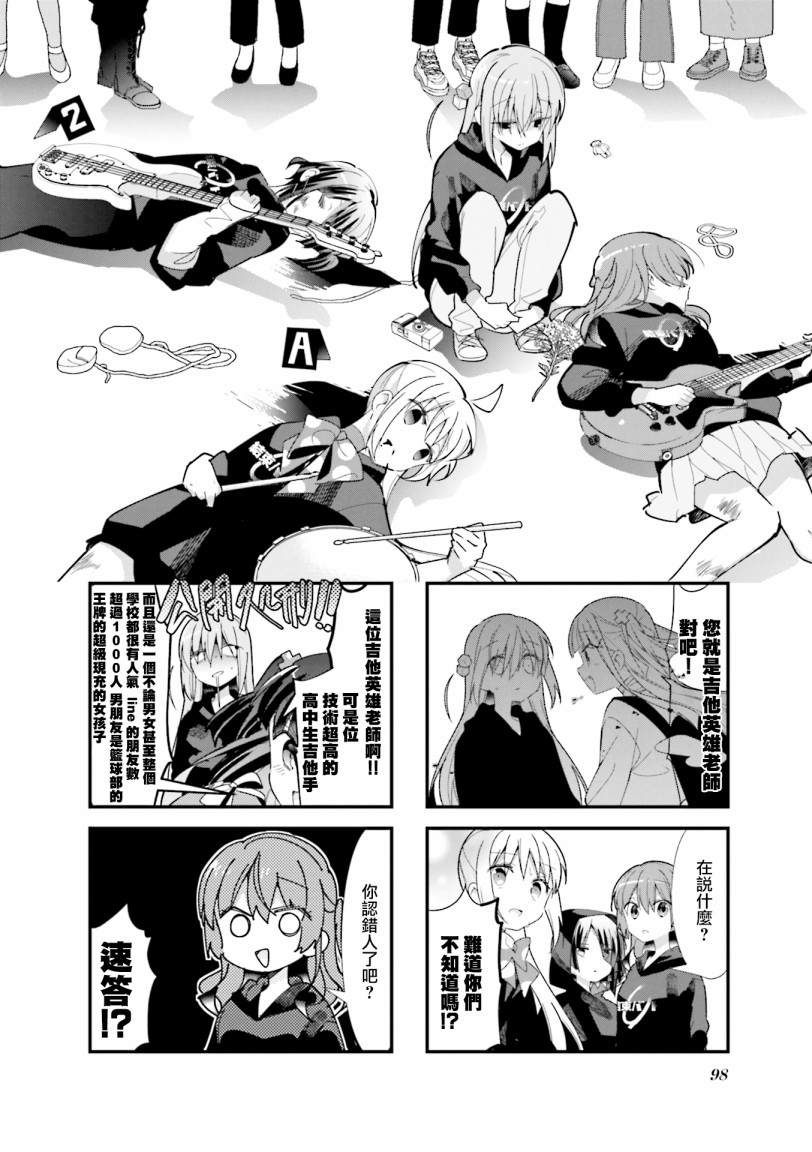 2
A
您就是吉他英雄老師
對吧！
這位吉他英雄老師啊!!
可是位
技術超高的
高中生吉他手
公開処刑!!
而且還是一個不論男女甚至整個
學校都很有人氣 line 的朋友數
超過1000人 男朋友是籃球部的
王牌的超級現充的女孩子
在說什麼？
難道你們
不知道嗎!?
你認錯人了吧？
速答!?
98